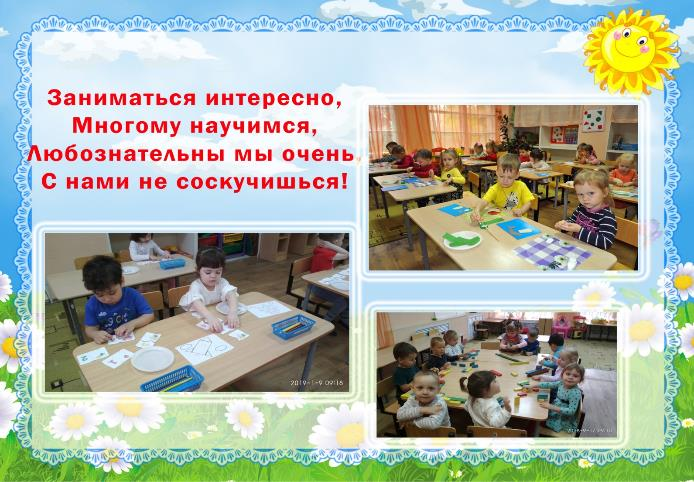 Заниматься интересно,
Многому научимся,
Любознательны мы очень,
С нами не соскучишься!
2019-1-9 09:18